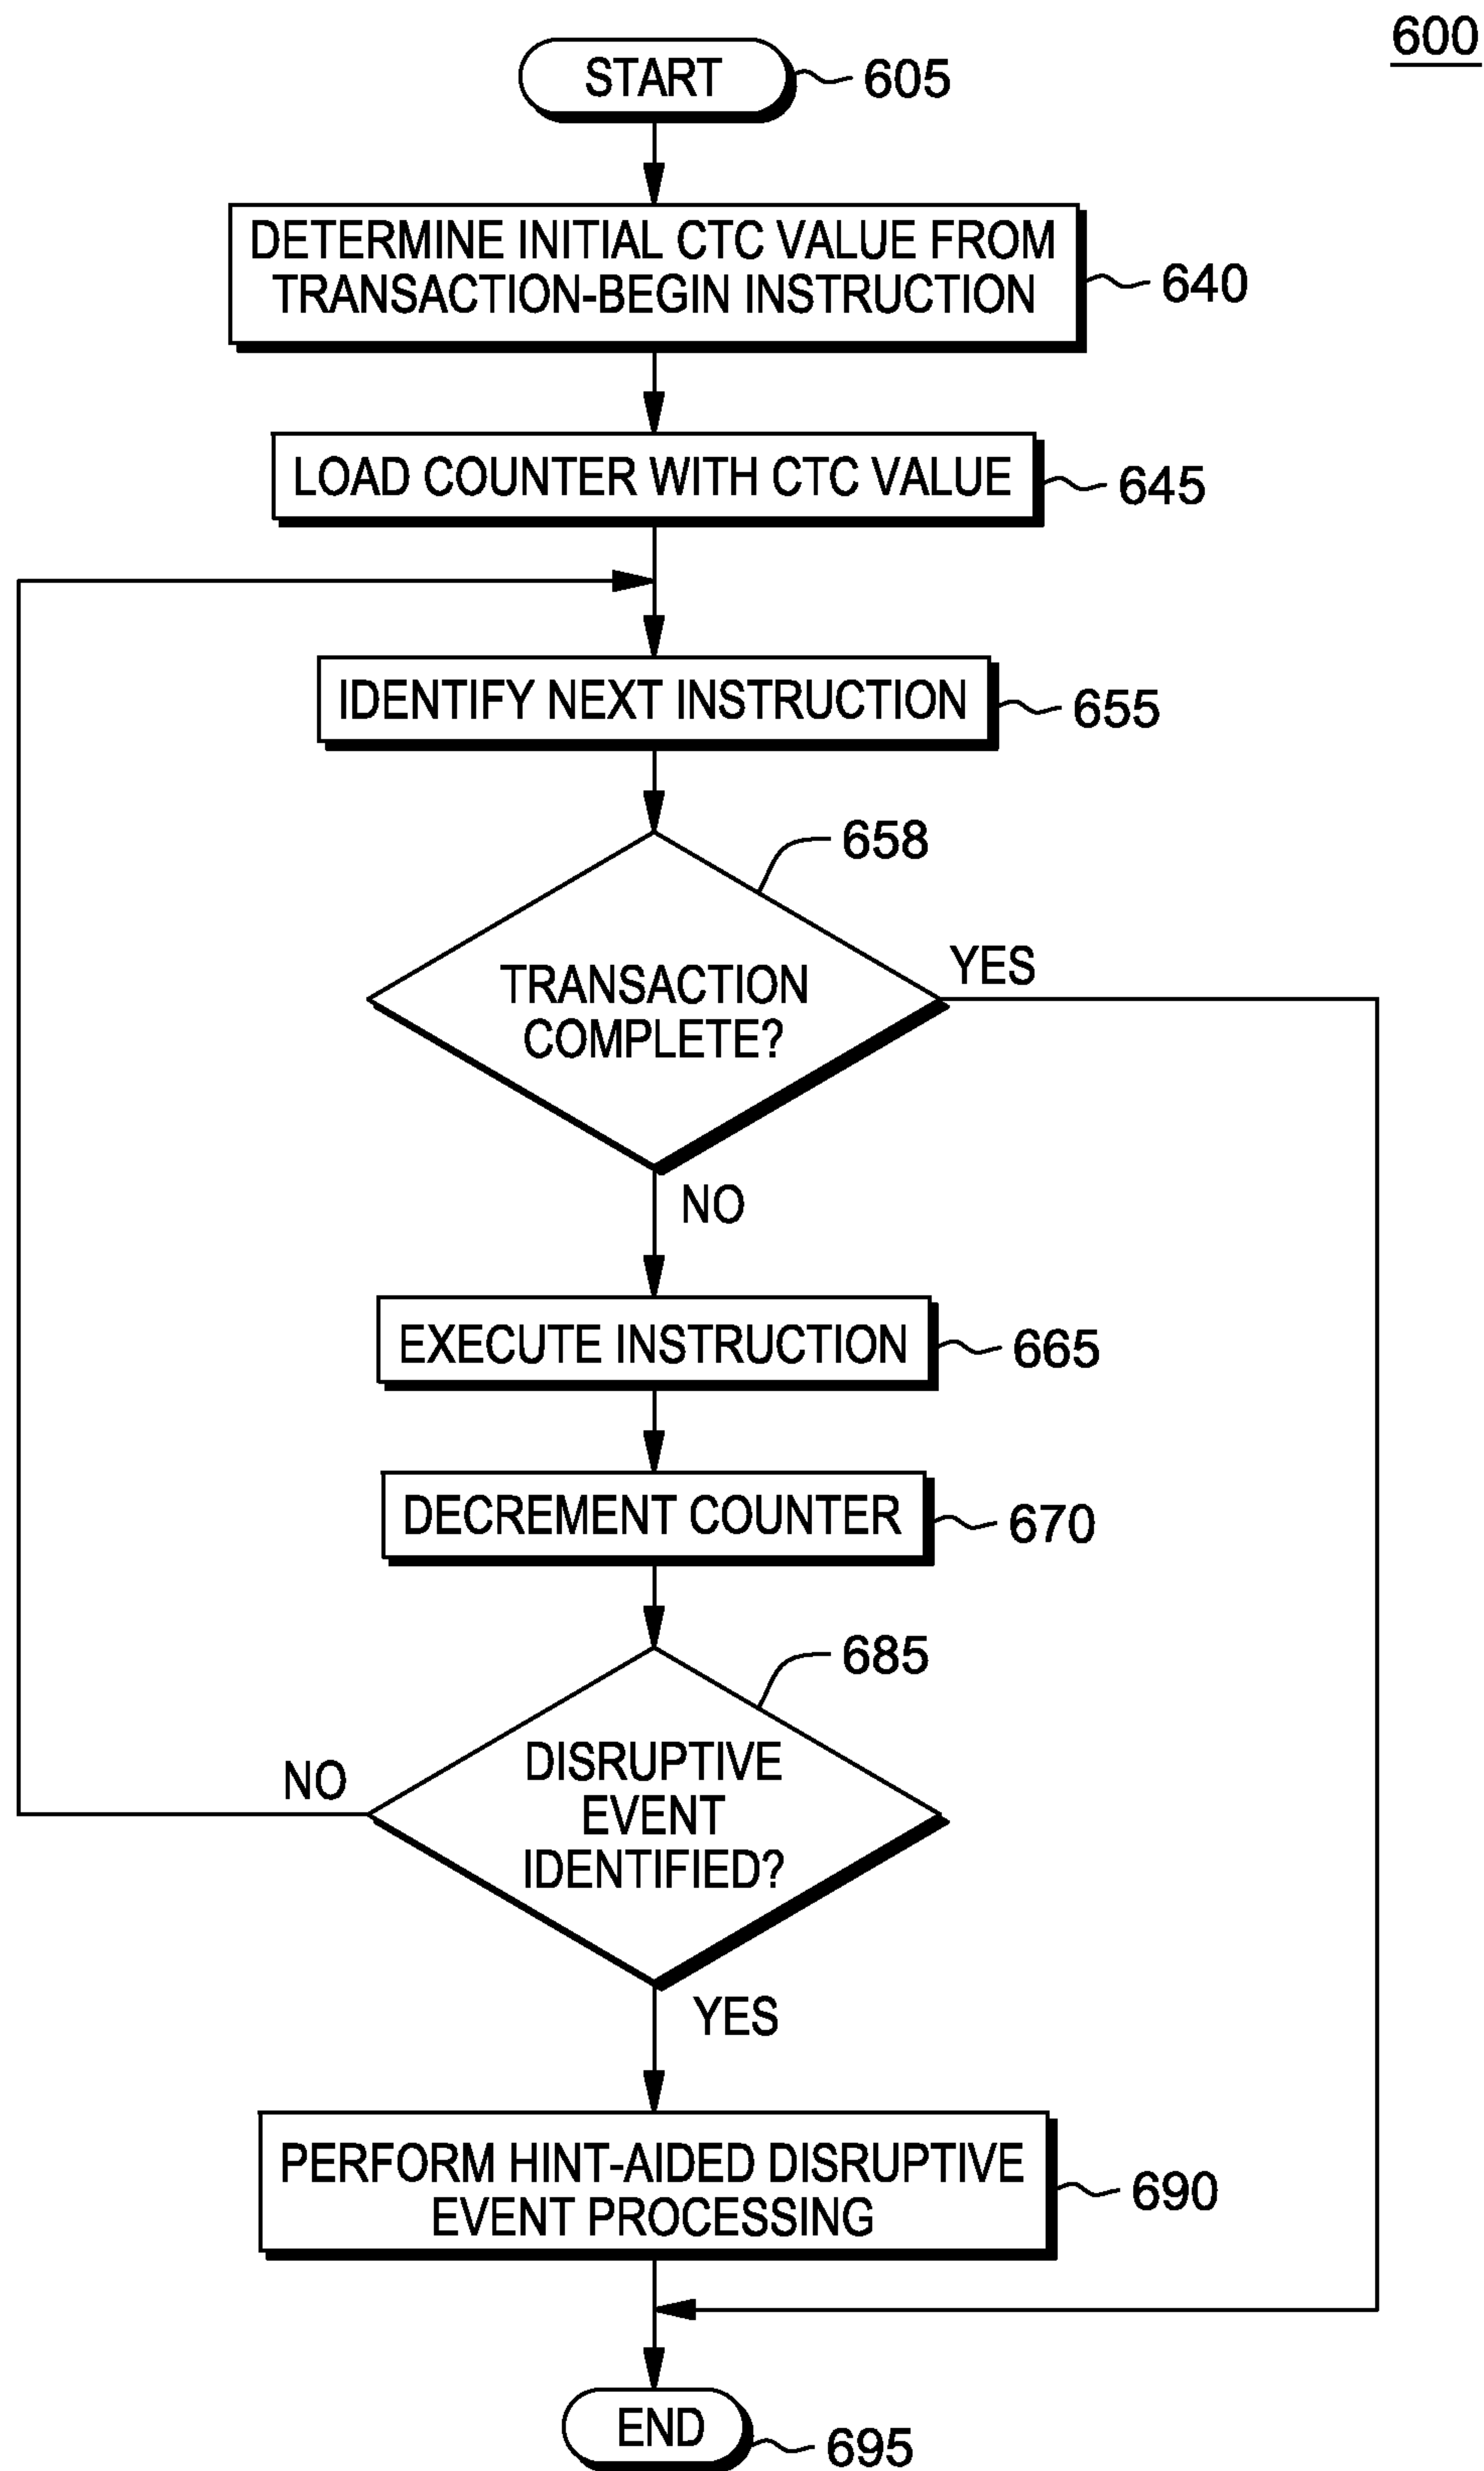 600
START
605
DETERMINE INITIAL CTC VALUE FROM
TRANSACTION-BEGIN INSTRUCTION
640
LOAD COUNTER WITH CTC VALUE
645
IDENTIFY NEXT INSTRUCTION
655
658
TRANSACTION
COMPLETE?
YES
NO
EXECUTE INSTRUCTION
665
DECREMENT COUNTER
670
685
DISRUPTIVE
EVENT
IDENTIFIED?
NO
YES
PERFORM HINT-AIDED DISRUPTIVE
EVENT PROCESSING
690
END
695